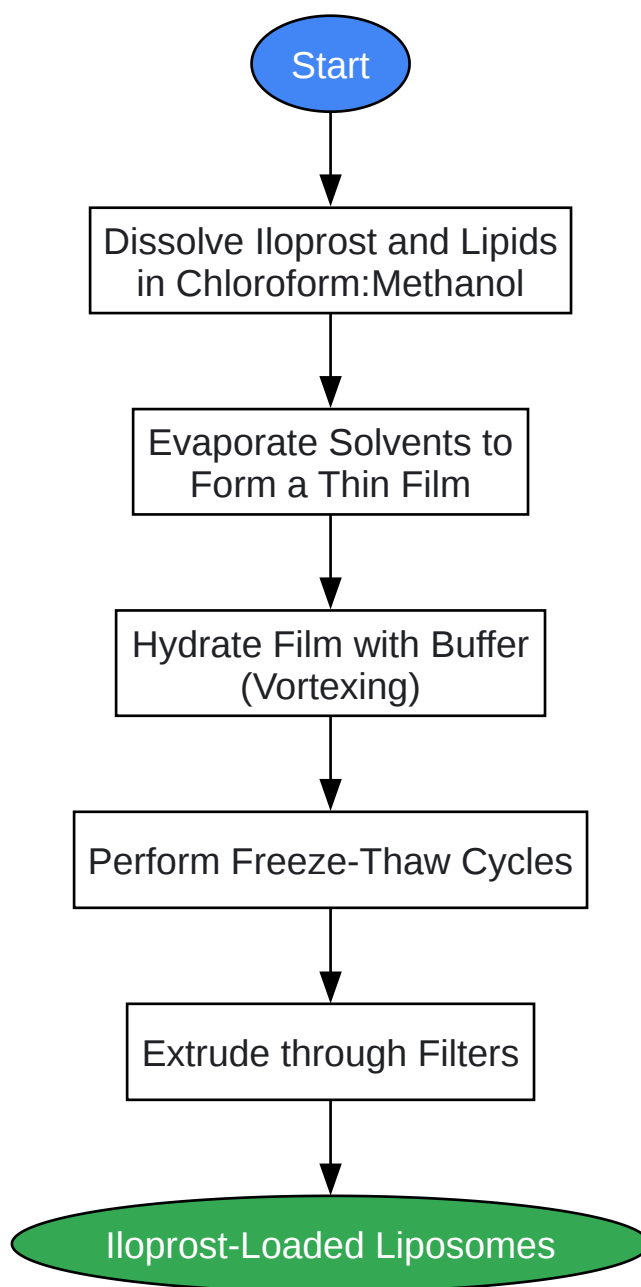 Start
Dissolve Iloprost and Lipids
in Chloroform:Methanol
Evaporate Solvents to
Form a Thin Film
Hydrate Film with Buffer
(Vortexing)
Perform Freeze-Thaw Cycles
Extrude through Filters
Iloprost-Loaded Liposomes